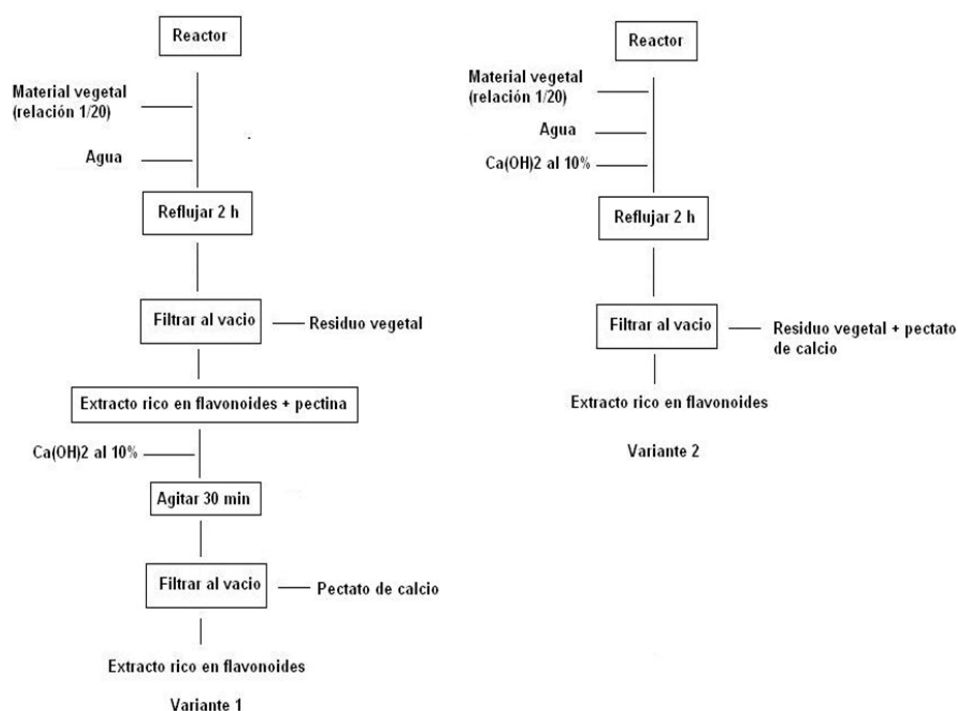 Reactor
Material vegetal
(relación 1/20)
Agua
Reflujar 2 h
Filtrar al vacio
Residuo vegetal
Extracto rico en flavonoides + pectina
Ca(OH)2 al 10%
Agitar 30 min
Filtrar al vacio
Pectato de calcio
Extracto rico en flavonoides
Variante 1
Reactor
Material vegetal
(relación 1/20)
Agua
Ca(OH)2 al 10%
Reflujar 2 h
Filtrar al vacio
Residuo vegetal + pectato
de calcio
Extracto rico en flavonoides
Variante 2